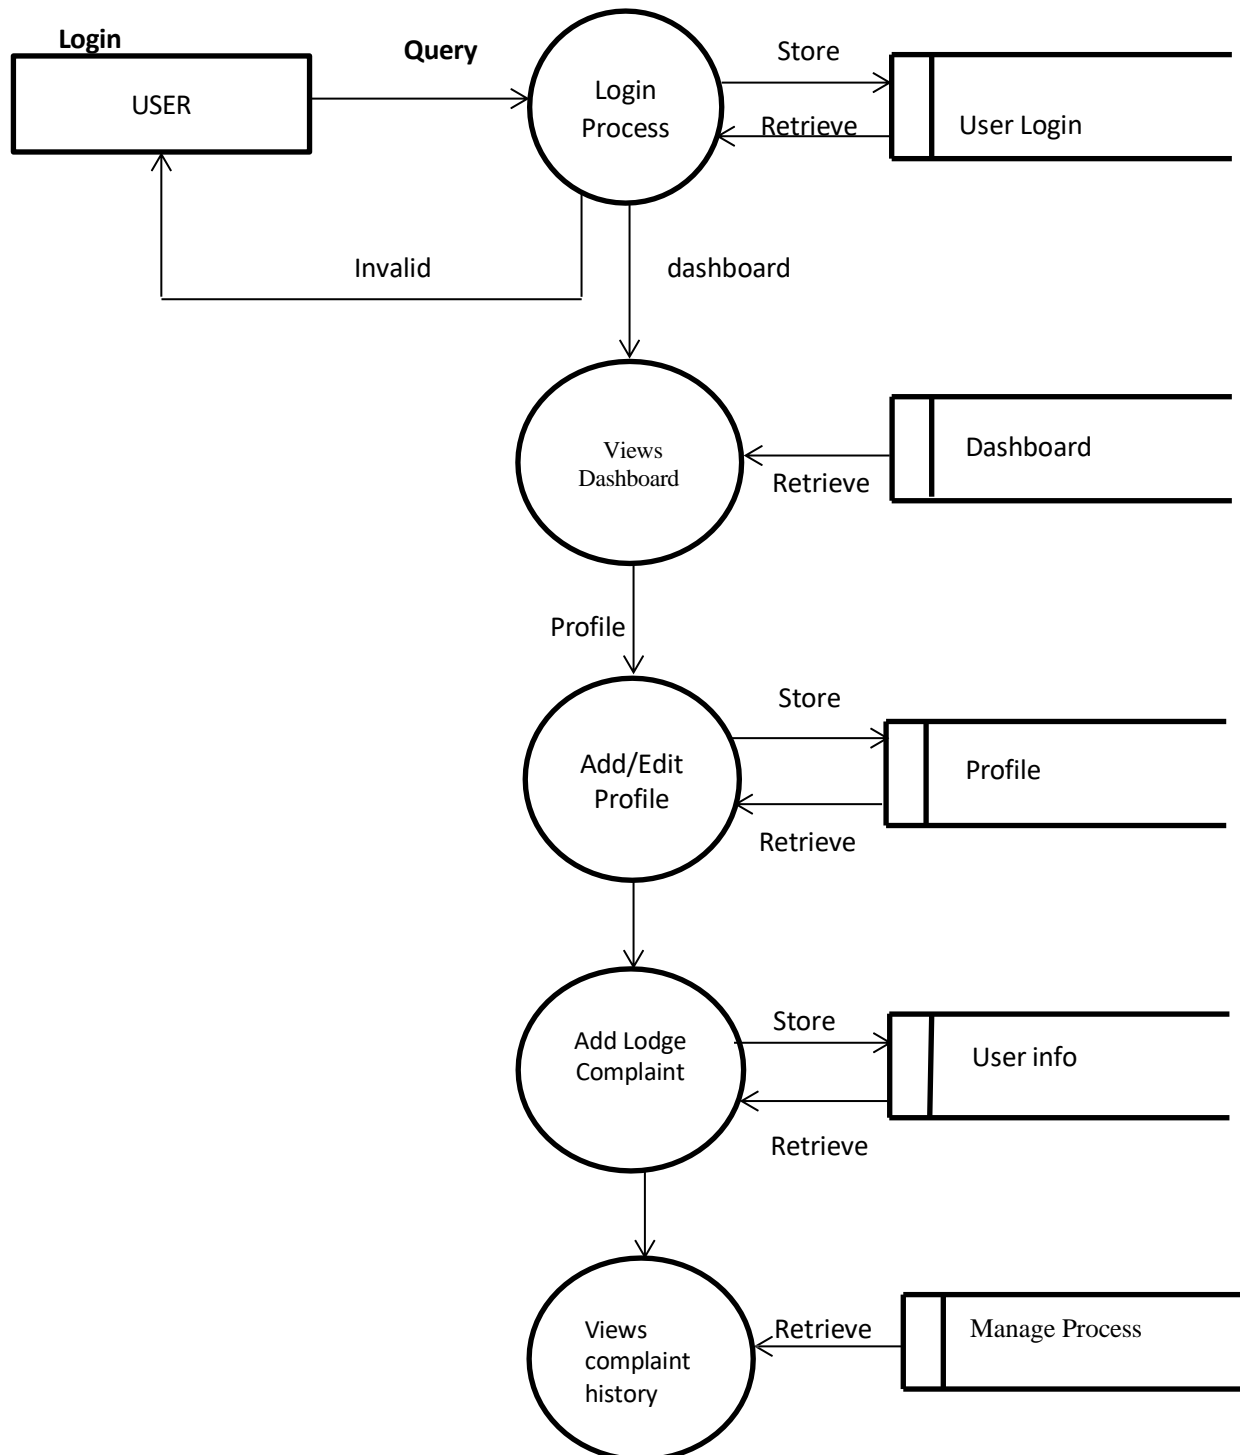 Login
Query
USER
Login
Process
Store
Retrieve
User Login
Invalid
dashboard
Views
Dashboard
Dashboard
Retrieve
Profile
Add/Edit
Profile
Store
Profile
Retrieve
Add Lodge
Complaint
Store
User info
Retrieve
Views
complaint
history
Retrieve
Manage Process